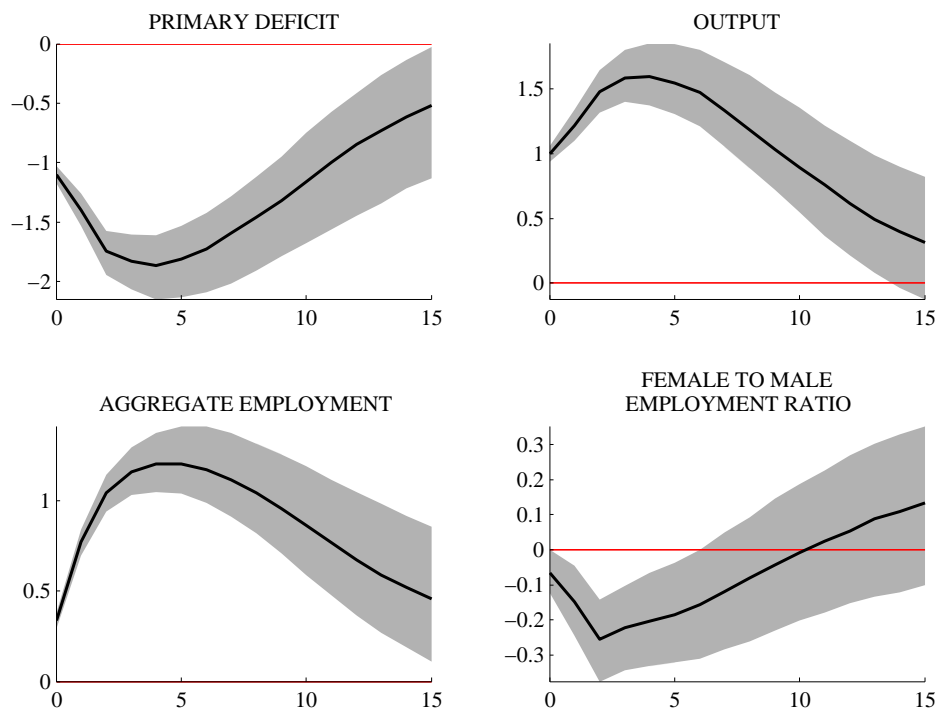 PRIMARY DEFICIT
0
−0.5
−1
−1.5
−2
0 5 10 15
OUTPUT
1.5
1
0.5
0
0 5 10 15
AGGREGATE EMPLOYMENT
1
0.5
0
0 5 10 15
FEMALE TO MALE
EMPLOYMENT RATIO
0.3
0.2
0.1
0
−0.1
−0.2
−0.3
0 5 10 15